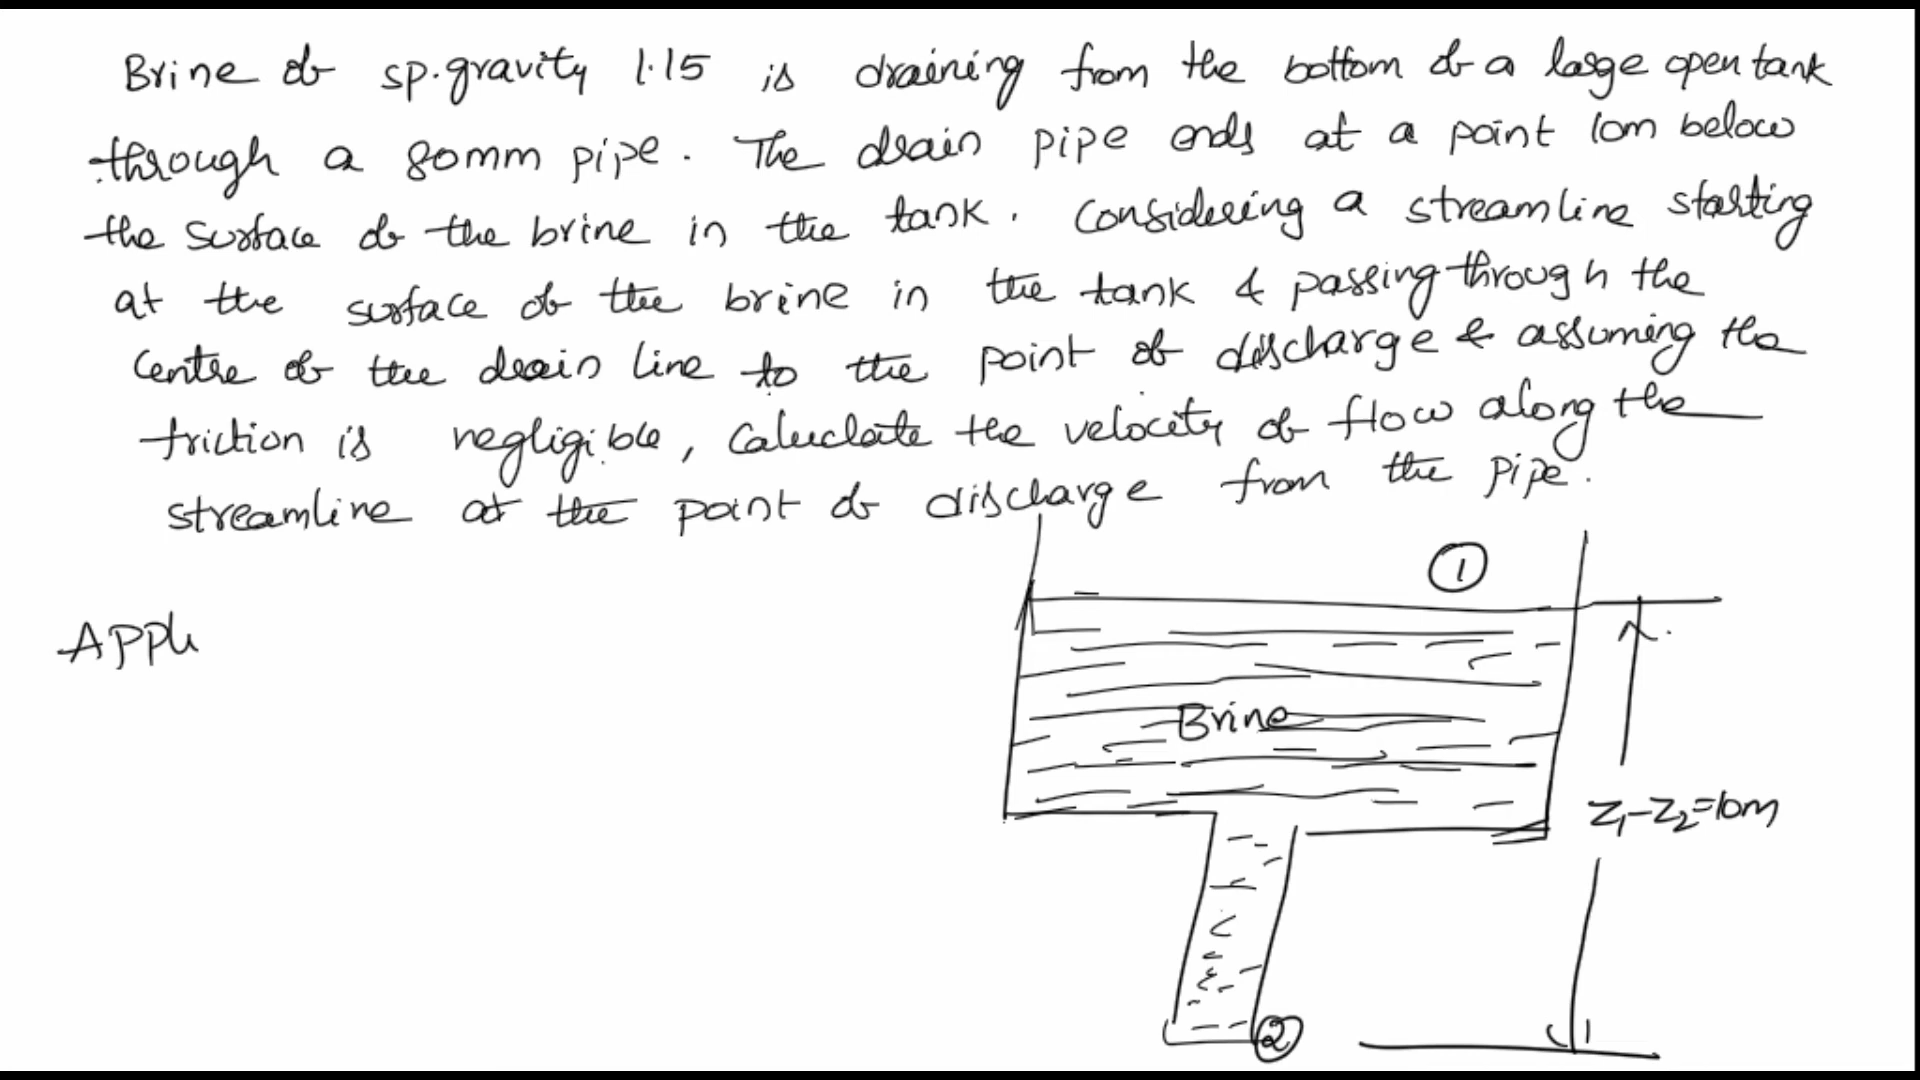 Brine of sp.gravity 1.15 is draining from the bottom of a large open tank
through a 80mm pipe. The drain pipe ends at a point 10m below
the surface of the brine in the tank. Considering a streamline starting
at the surface of the brine in the tank & passing through the
Centre of the drain line to the point of discharge & assuming the
friction is negligible, Caluclate the velocity of flow along the
streamline at the point of discharge from the pipe.
1
APPL
Brine
Z₁-Z₂=10m
2